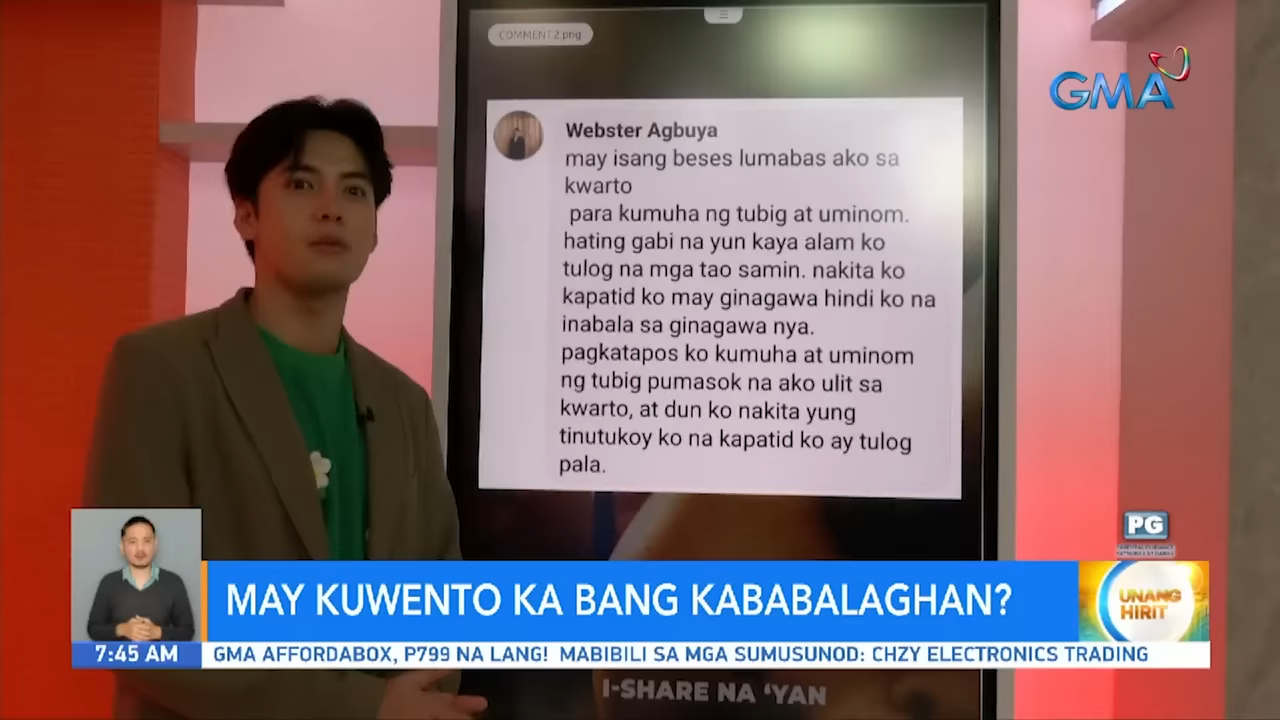 COMMENT 2.png
GMA
Webster Agbuya
may isang beses lumabas ako sa
kwarto
para kumuha ng tubig at uminom.
hating gabi na yun kaya alam ko
tulog na mga tao samin. nakita ko
kapatid ko may ginagawa hindi ko na
inabala sa ginagawa nya.
pagkatapos ko kumuha at uminom
ng tubig pumasok na ako ulit sa
kwarto, at dun ko nakita yung
tinutukoy ko na kapatid ko ay tulog
pala.
PG
MAY KUWENTO KA BANG KABABALAGHAN?
UNANG
HIRIT
7:45 AM
GMA AFFORDABOX, P799 NA LANG! MABIBILI SA MGA SUMUSUNOD: CHZY ELECTRONICS TRADING
I-SHARE NA ‘YAN